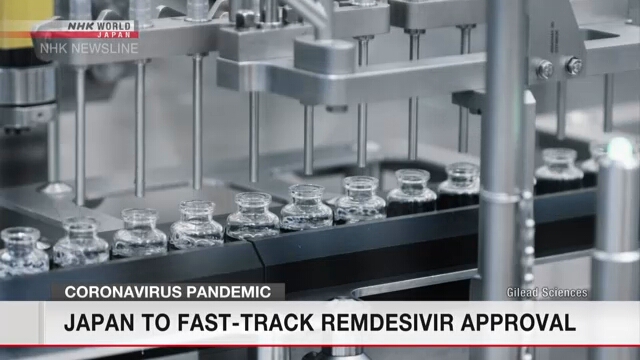 NHK WORLD
JAPAN
NHK NEWSLINE
Gilead Sciences
CORONAVIRUS PANDEMIC
JAPAN TO FAST-TRACK REMDESIVIR APPROVAL